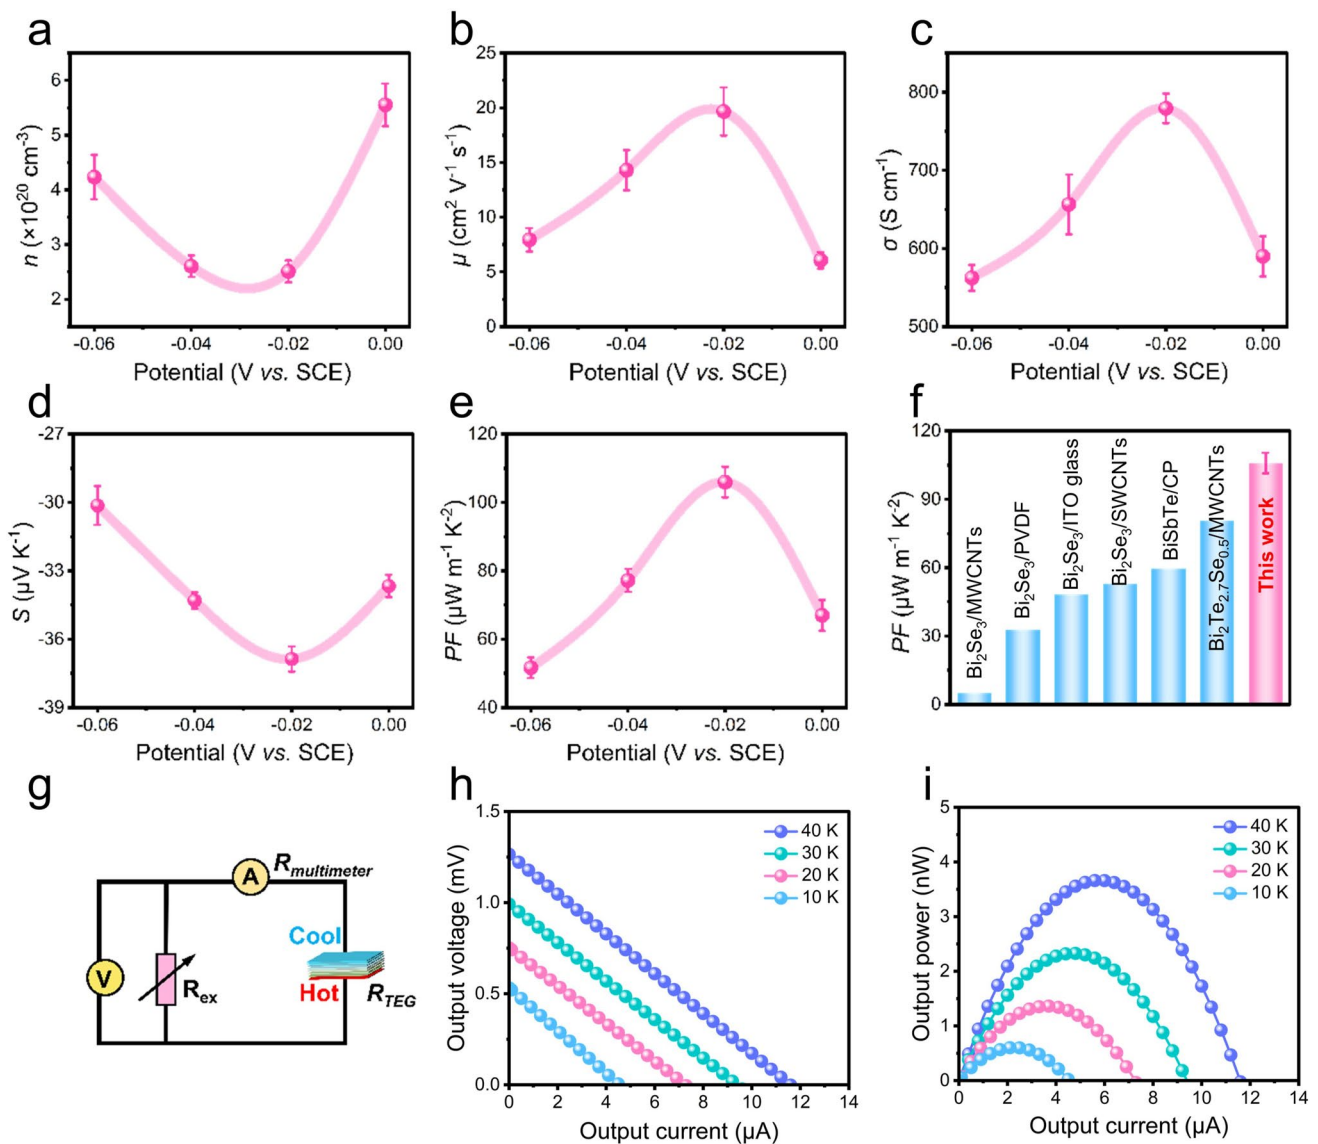 a
6
5
4
3
2
n (×10²⁰ cm⁻³)
-0.06
-0.04
-0.02
0.00
Potential (V vs. SCE)
b
25
20
15
10
5
0
μ (cm² V⁻¹ s⁻¹)
-0.06
-0.04
-0.02
0.00
Potential (V vs. SCE)
c
800
700
600
500
σ (S cm⁻¹)
-0.06
-0.04
-0.02
0.00
Potential (V vs. SCE)
d
-27
-30
-33
-36
-39
S (μV K⁻¹)
-0.06
-0.04
-0.02
0.00
Potential (V vs. SCE)
e
120
100
80
60
40
PF (μW m⁻¹ K⁻²)
-0.06
-0.04
-0.02
0.00
Potential (V vs. SCE)
f
120
90
60
30
0
PF (μW m⁻¹ K⁻²)
Bi₂Se₃/MWCNTs
Bi₂Se₃/PVDF
Bi₂Se₃/ITO glass
Bi₂Se₃/SWCNTs
BiSbTe/CP
Bi₂Te₂.₇Se₀.₅/MWCNTs
This work
g
A
R_multimeter
V
R_ex
Cool
Hot
R_TEG
h
1.5
1.0
0.5
0.0
Output voltage (mV)
40 K
30 K
20 K
10 K
0
2
4
6
8
10
12
14
Output current (μA)
i
5
4
3
2
1
0
Output power (nW)
40 K
30 K
20 K
10 K
0
2
4
6
8
10
12
14
Output current (μA)